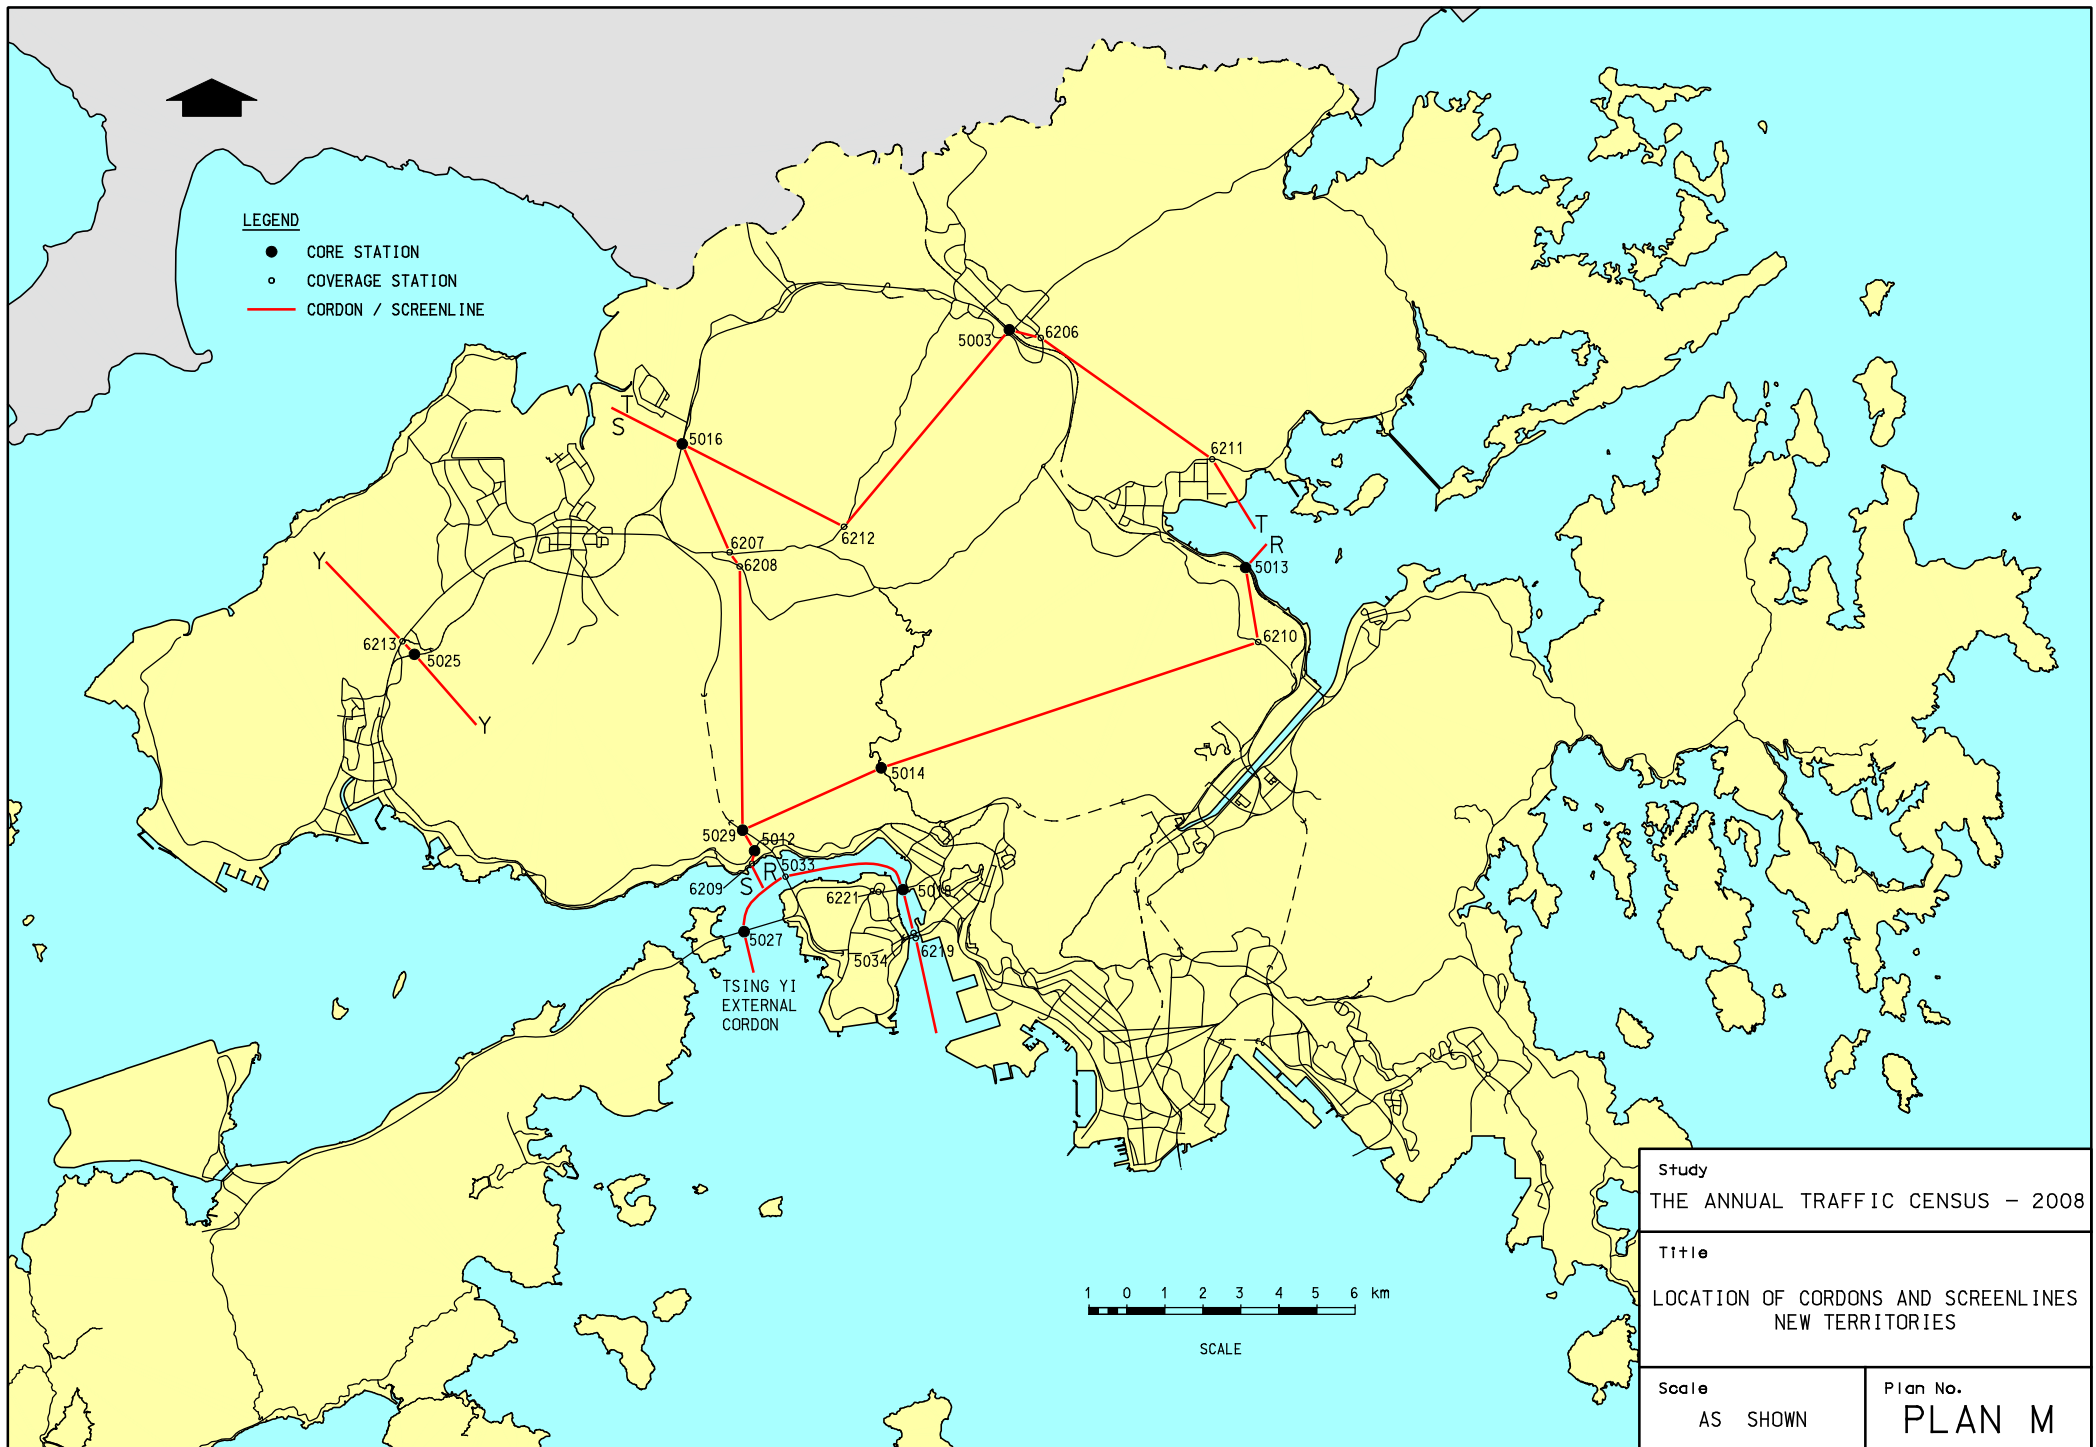 LEGEND
CORE STATION
COVERAGE STATION
CORDON / SCREENLINE
5003
6206
T
S
5016
6211
6212
T
R
6207
6208
5013
Y
6213
5025
6210
Y
5014
5029
5012
5033
6209
S
R
6221
5018
5027
5034
6219
TSING YI
EXTERNAL
CORDON
1 0 1 2 3 4 5 6 km
SCALE
Study
THE ANNUAL TRAFFIC CENSUS - 2008
Title
LOCATION OF CORDONS AND SCREENLINES
NEW TERRITORIES
Scale
AS SHOWN
Plan No.
PLAN M